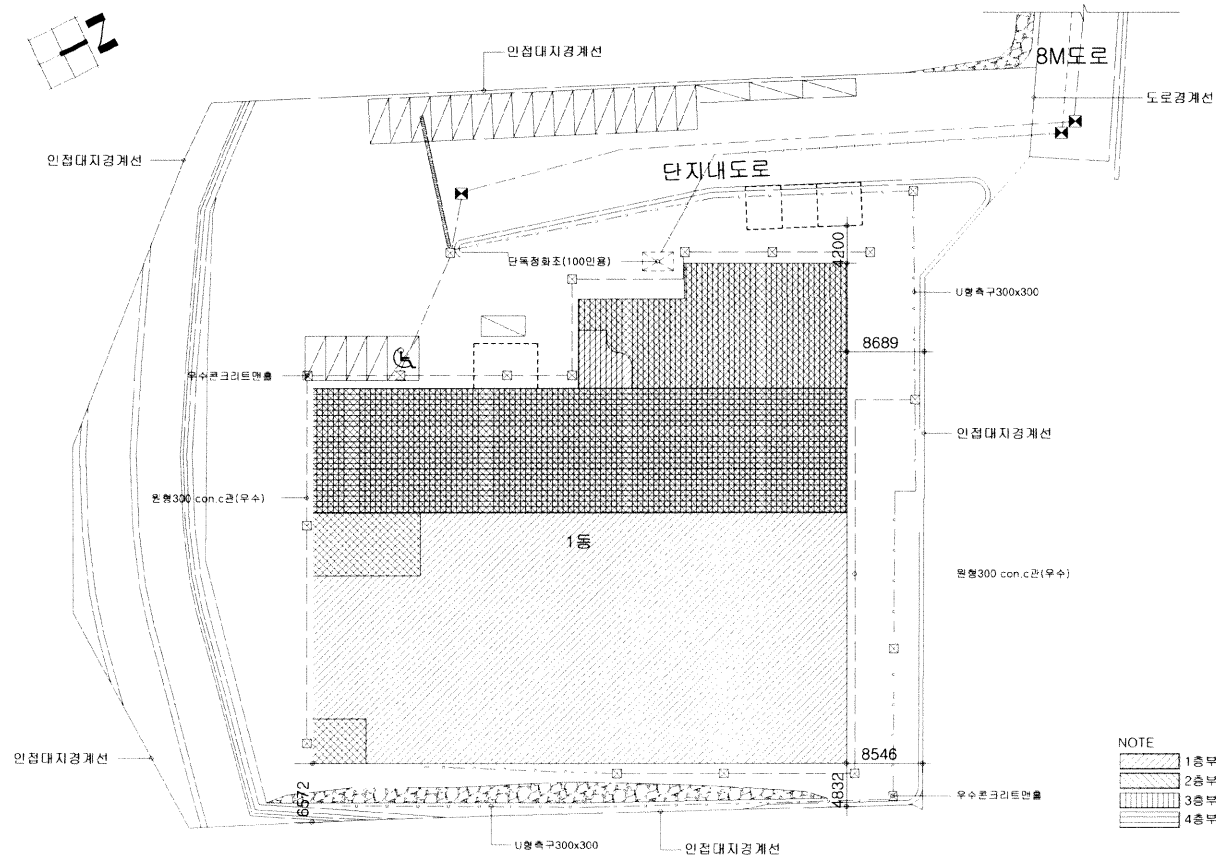 N
인접대지경계선
8M도로
도로경계선
인접대지경계선
단지내도로
단독정화조(100인용)
4200
U형측구300x300
8689
우수콘크리트맨홀
인접대지경계선
원형300 con.c관(우수)
1동
원형300 con.c관(우수)
인접대지경계선
NOTE
1층부
2층부
3층부
4층부
8546
6572
4832
우수콘크리트맨홀
U형측구300x300
인접대지경계선